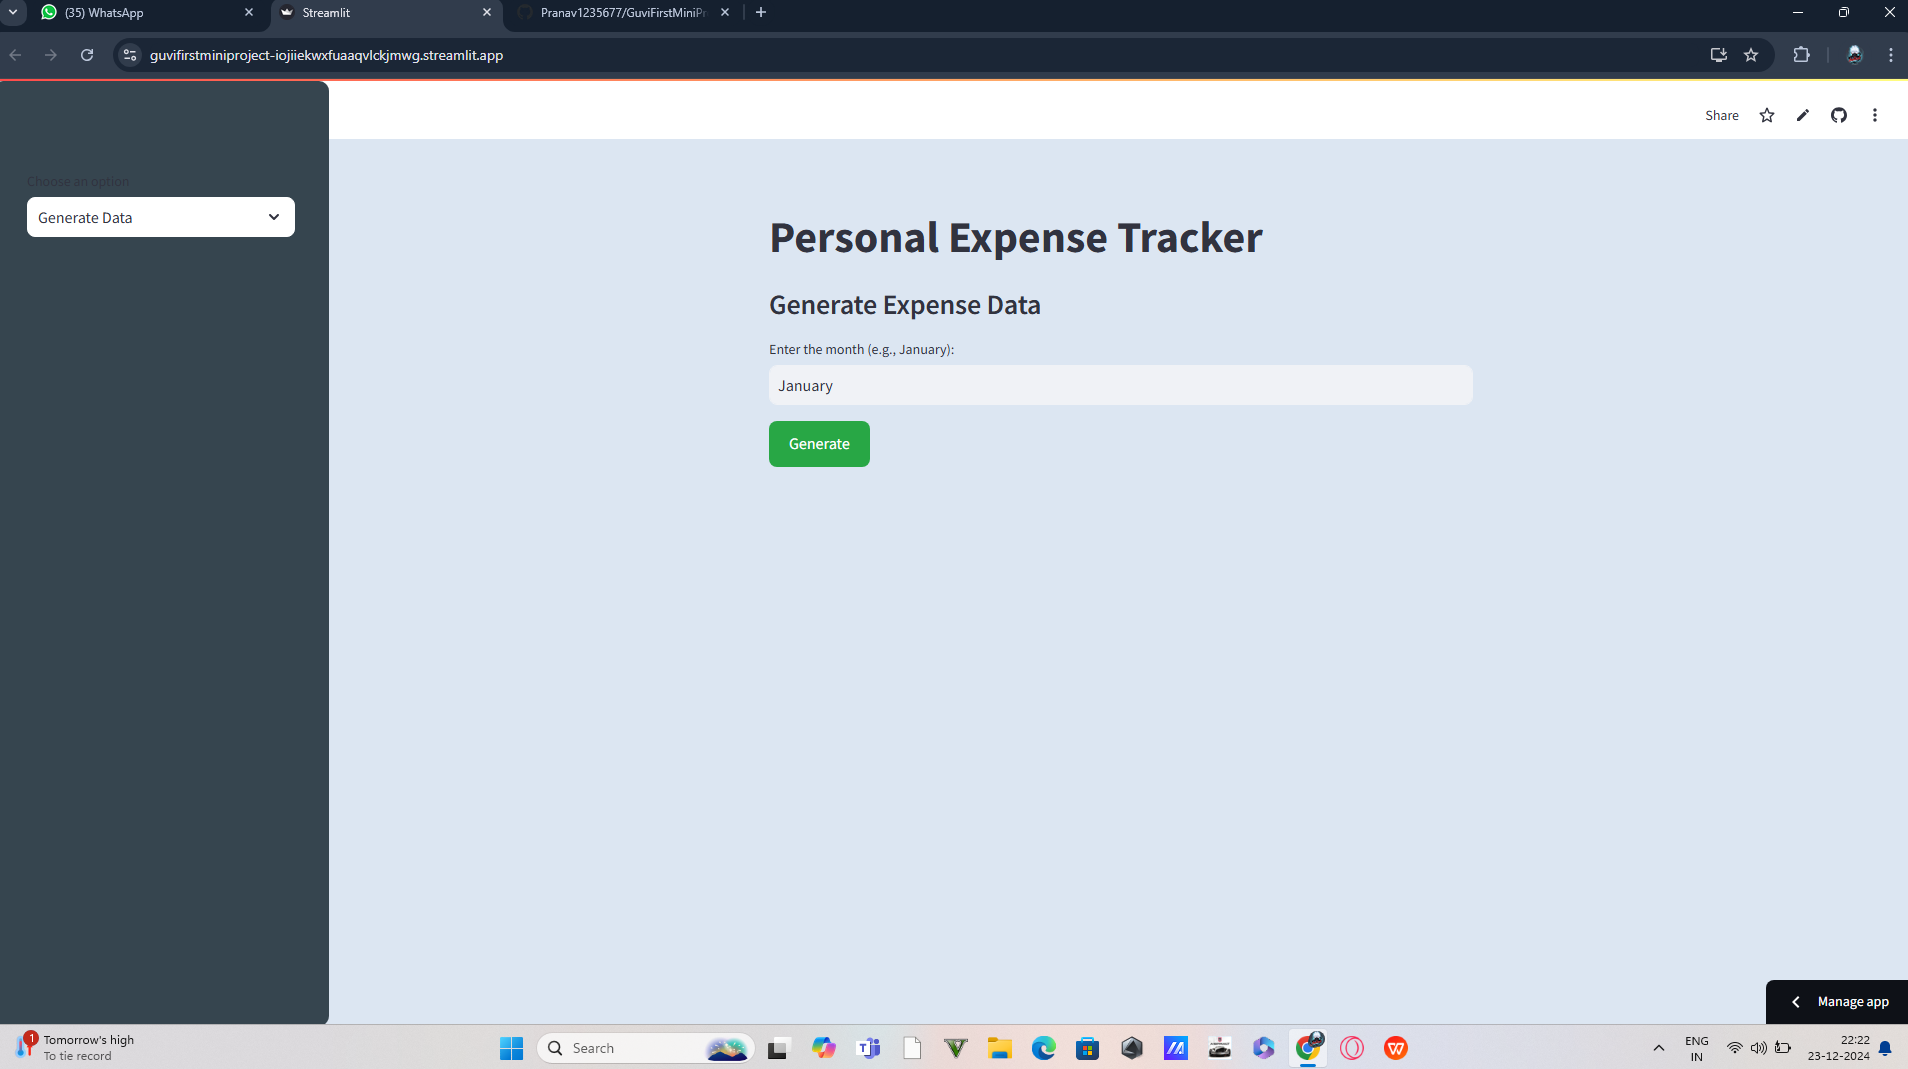 (35) WhatsApp
Streamlit
Pranav1235677/GuviFirstMiniPr
guvifirstminiproject-iojiiekwxfuaaqvlckjmwg.streamlit.app
Share
Choose an option
Generate Data
Personal Expense Tracker
Generate Expense Data
Enter the month (e.g., January):
January
Generate
Manage app
1
Tomorrow's high
To tie record
Search
ENG
IN
22:22
23-12-2024